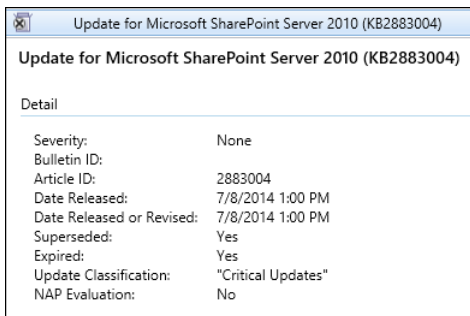 Update for Microsoft SharePoint Server 2010 (KB2883004)
Update for Microsoft SharePoint Server 2010 (KB2883004)
Detail
Severity: None
Bulletin ID:
Article ID: 2883004
Date Released: 7/8/2014 1:00 PM
Date Released or Revised: 7/8/2014 1:00 PM
Superseded: Yes
Expired: Yes
Update Classification: "Critical Updates"
NAP Evaluation: No